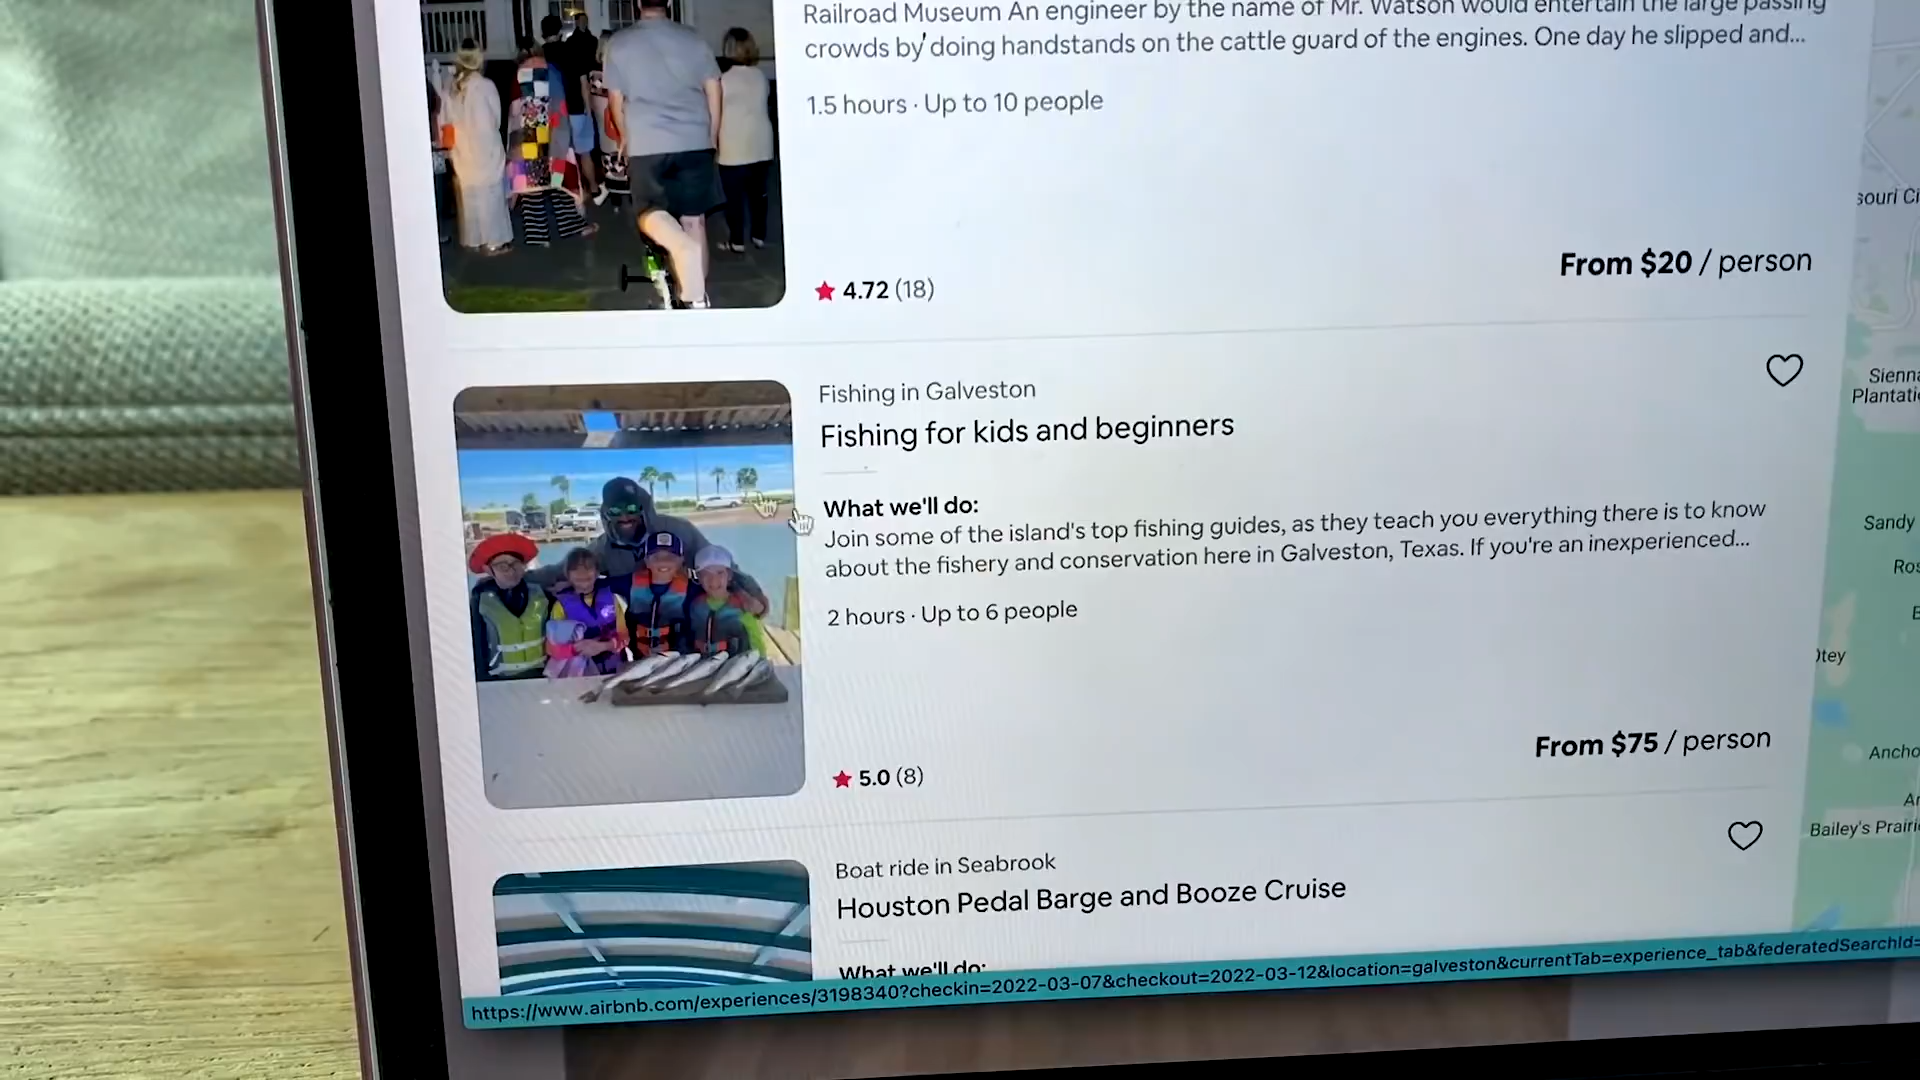 Railroad Museum An engineer by the name of Mr. Watson would entertain the large passing
crowds by doing handstands on the cattle guard of the engines. One day he slipped and...
1.5 hours · Up to 10 people
From $20 / person
4.72 (18)
Fishing in Galveston
Fishing for kids and beginners
What we'll do:
Join some of the island's top fishing guides, as they teach you everything there is to know
about the fishery and conservation here in Galveston, Texas. If you're an inexperienced...
2 hours · Up to 6 people
From $75 / person
5.0 (8)
Boat ride in Seabrook
Houston Pedal Barge and Booze Cruise
What we'll do:
https://www.airbnb.com/experiences/3198340?checkin=2022-03-07&checkout=2022-03-12&location=galveston&currentTab=experience_tab&federatedSearchId=
souri Ci
Sienna
Plantati
Sandy
Ros
Otey
Ancho
Bailey's Prairi